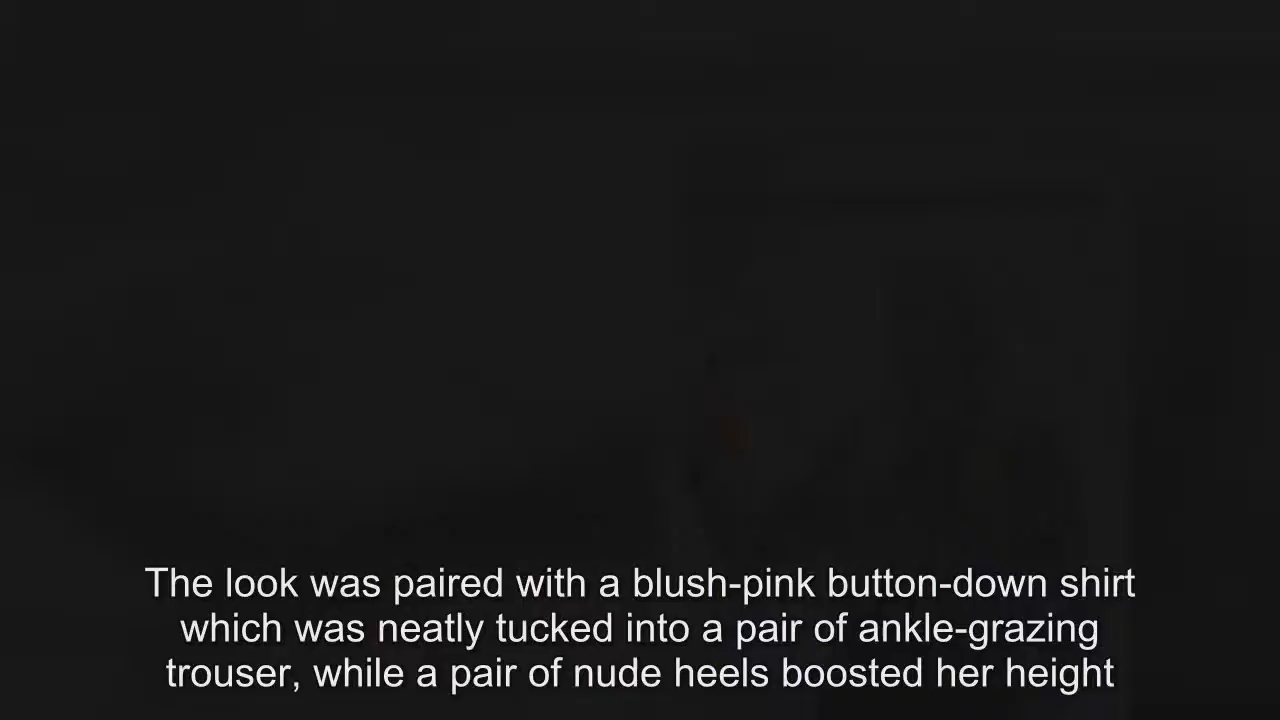 The look was paired with a blush-pink button-down shirt
which was neatly tucked into a pair of ankle-grazing
trouser, while a pair of nude heels boosted her height